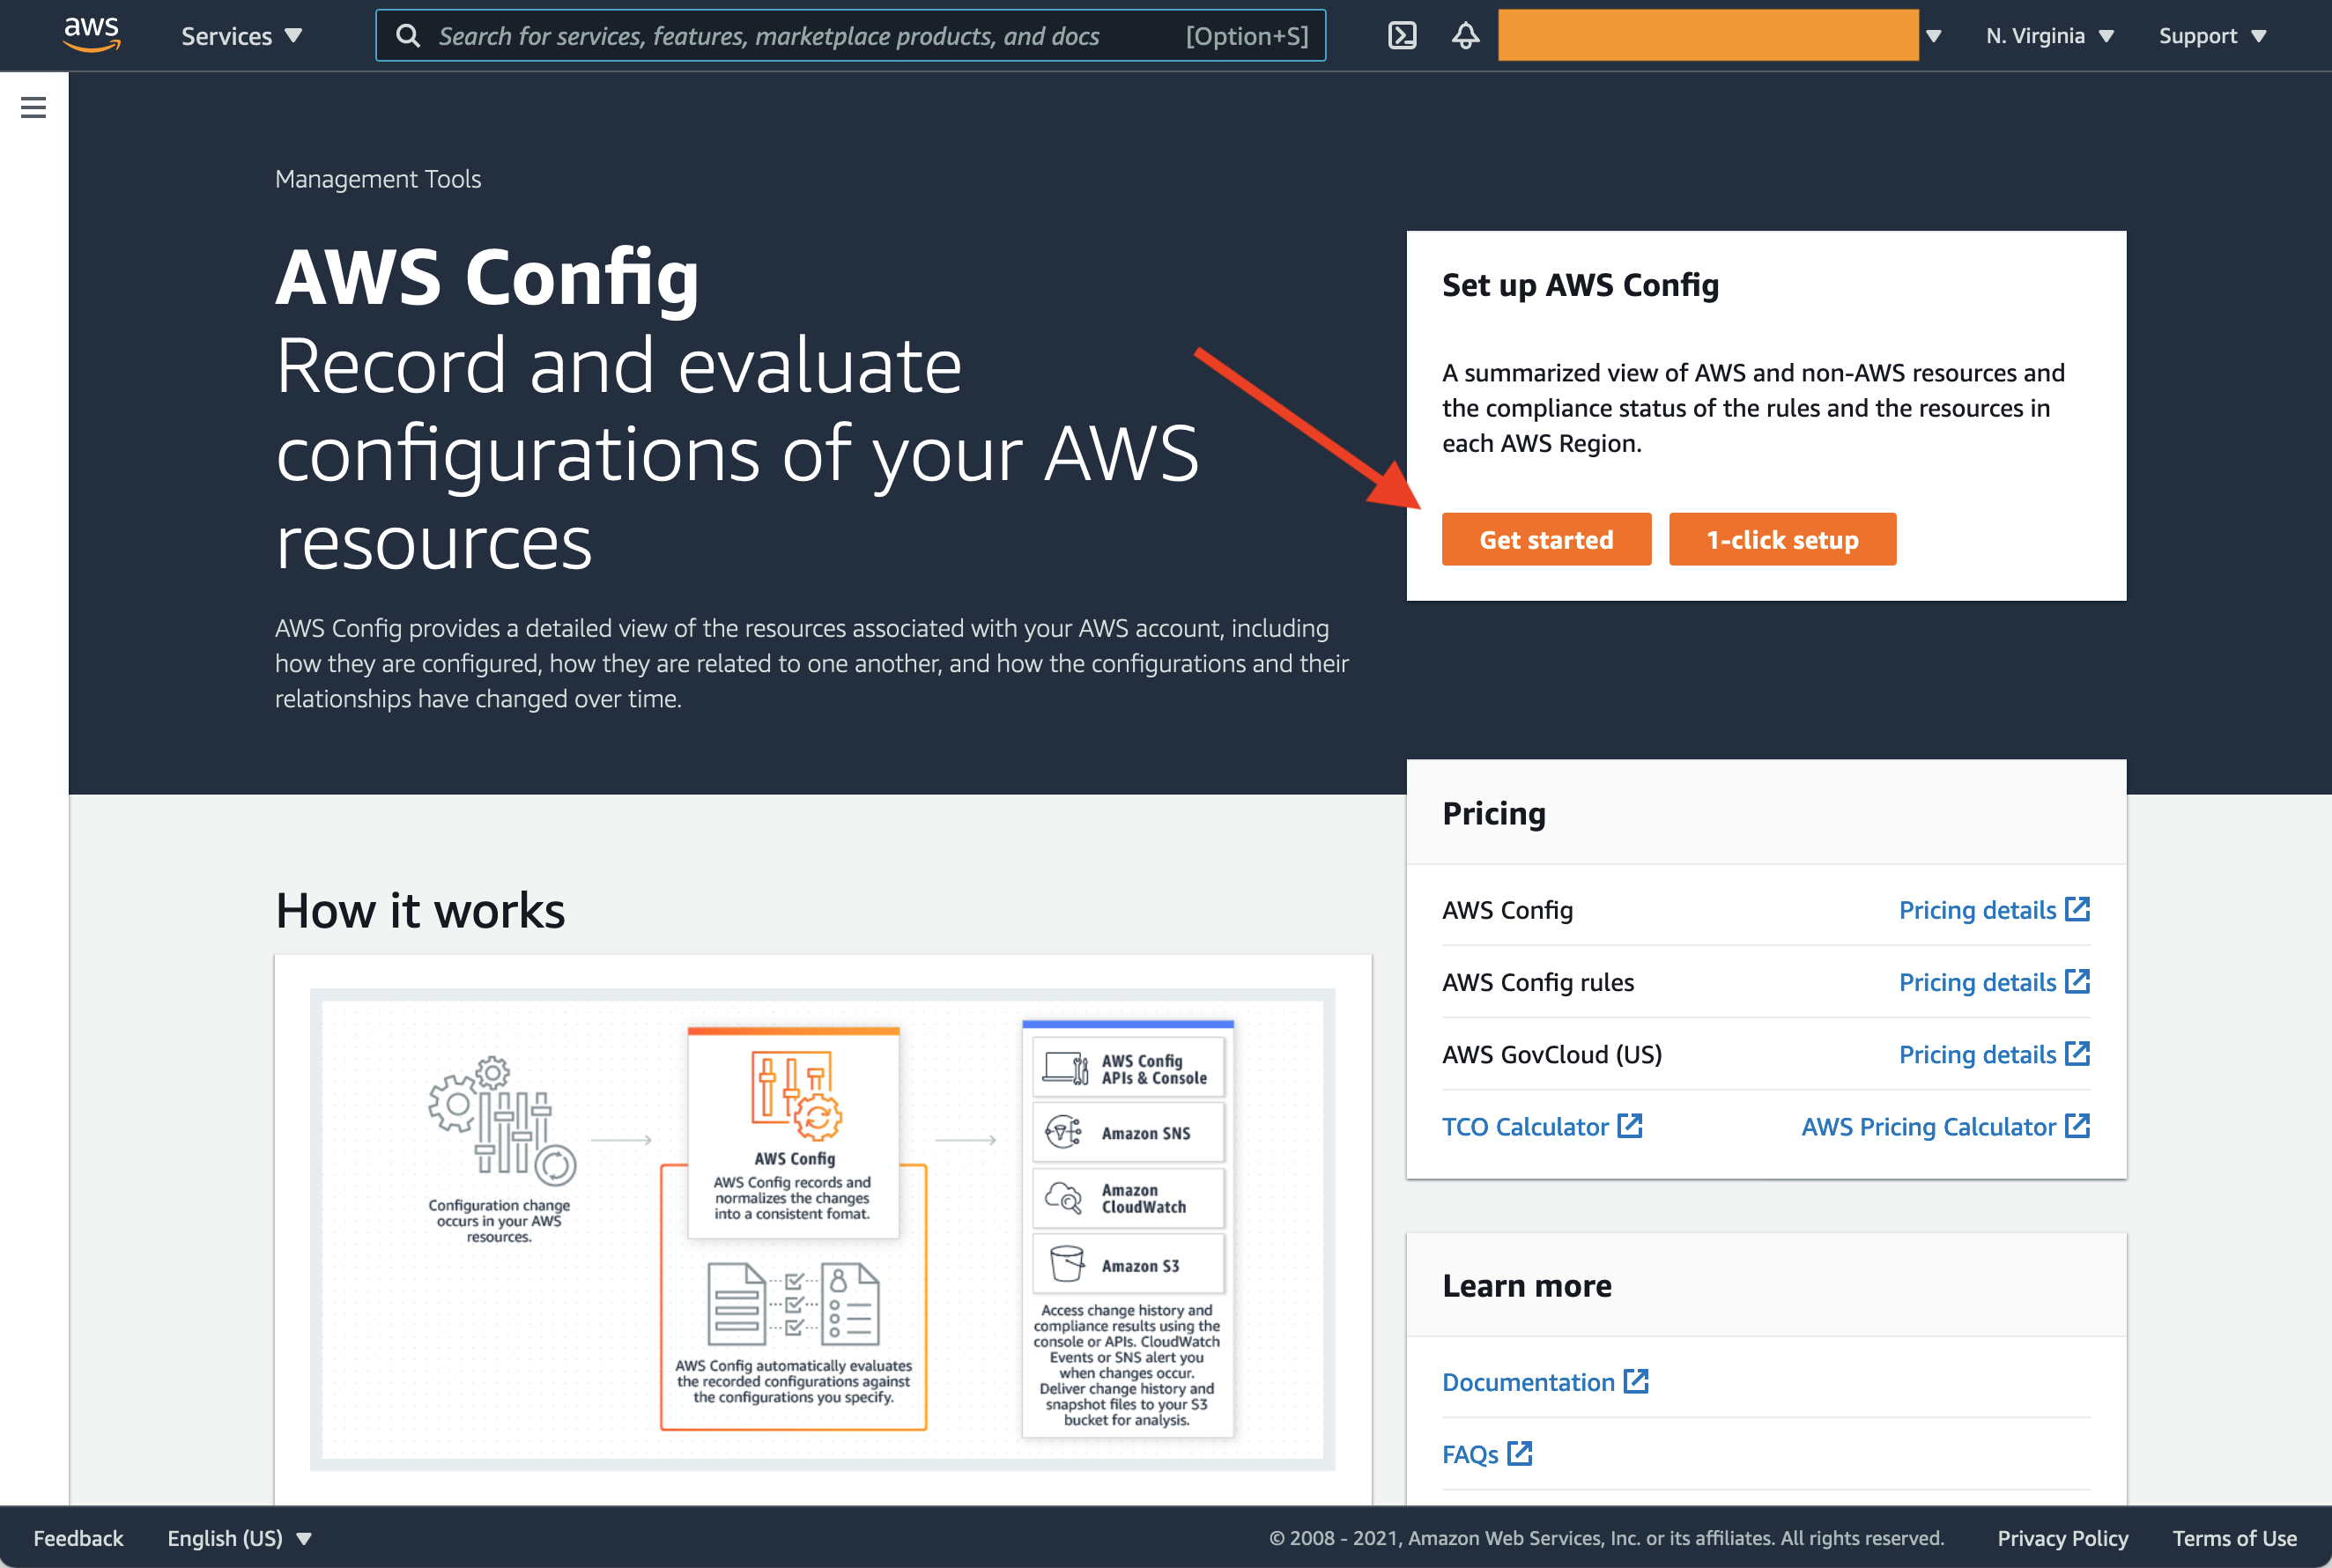 aws
Services
Search for services, features, marketplace products, and docs
[Option+S]
N. Virginia
Support
Management Tools
AWS Config
Record and evaluate
configurations of your AWS
resources
AWS Config provides a detailed view of the resources associated with your AWS account, including
how they are configured, how they are related to one another, and how the configurations and their
relationships have changed over time.
Set up AWS Config
A summarized view of AWS and non-AWS resources and
the compliance status of the rules and the resources in
each AWS Region.
Get started
1-click setup
Pricing
AWS Config
Pricing details
AWS Config rules
Pricing details
AWS GovCloud (US)
Pricing details
TCO Calculator
AWS Pricing Calculator
How it works
Configuration change
occurs in your AWS
resources.
AWS Config
AWS Config records and
normalizes the changes
into a consistent fomat.
AWS Config automatically evaluates
the recorded configurations against
the configurations you specify.
AWS Config
APIs & Console
Amazon SNS
Amazon
CloudWatch
Amazon S3
Access change history and
compliance results using the
console or APIs. CloudWatch
Events or SNS alert you
when changes occur.
Deliver change history and
snapshot files to your S3
bucket for analysis.
Learn more
Documentation
FAQs
Feedback
English (US)
© 2008 - 2021, Amazon Web Services, Inc. or its affiliates. All rights reserved.
Privacy Policy
Terms of Use